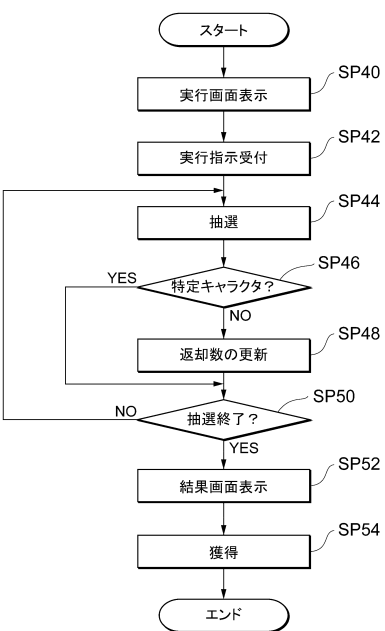 スタート
SP40
実行画面表示
SP42
実行指示受付
SP44
抽選
SP46
YES
特定キャラクタ？
NO
SP48
返却数の更新
SP50
NO
抽選終了？
YES
SP52
結果画面表示
SP54
獲得
エンド